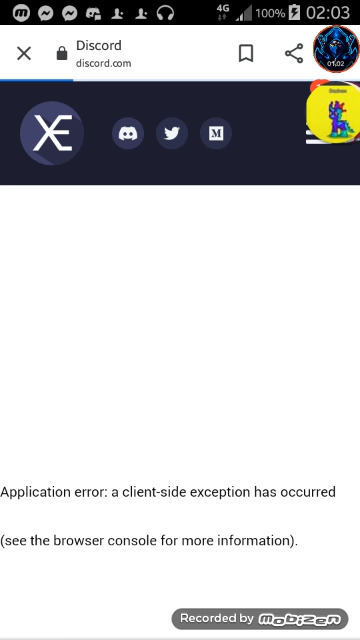 4G 100% 02:03
Discord
discord.com
01:02
XE
M
Application error: a client-side exception has occurred
(see the browser console for more information).
Recorded by mobizen